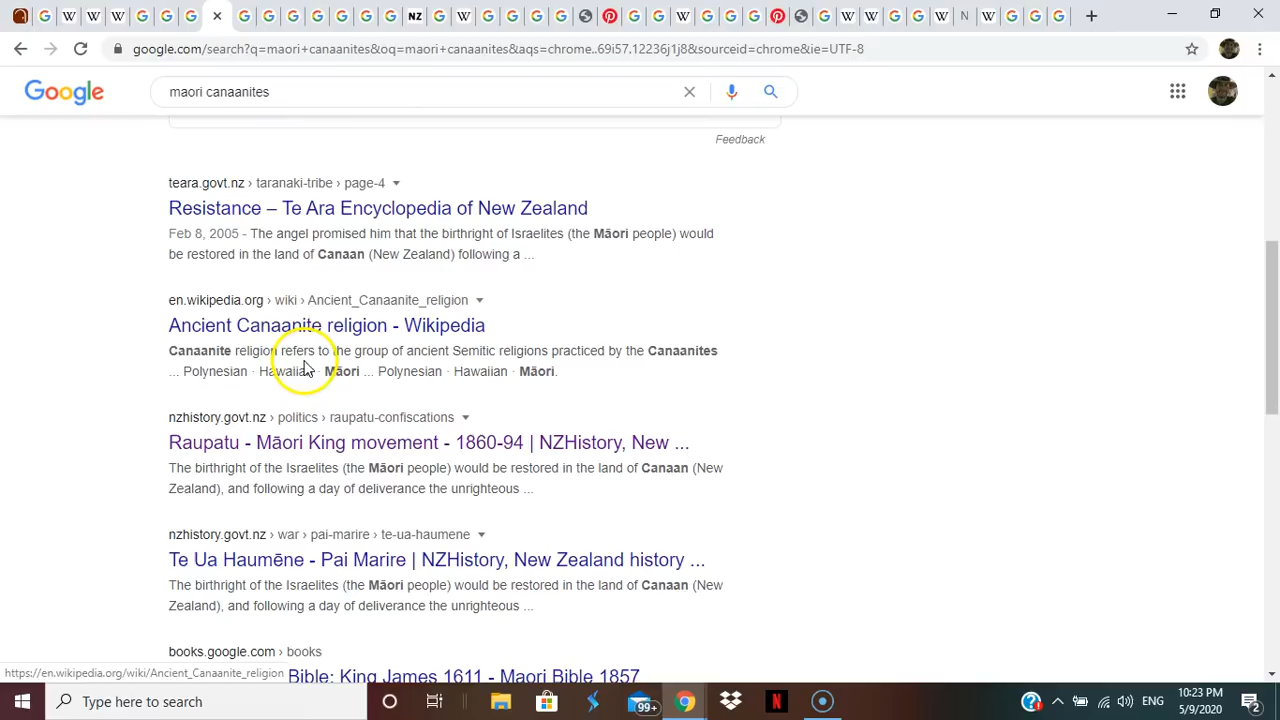 google.com/search?q=maori+canaanites&oq=maori+canaanites&aqs=chrome..69i57.12236j1j8&sourceid=chrome&ie=UTF-8
Google
maori canaanites
Feedback
teara.govt.nz › taranaki-tribe › page-4
Resistance – Te Ara Encyclopedia of New Zealand
Feb 8, 2005 - The angel promised him that the birthright of Israelites (the Māori people) would
be restored in the land of Canaan (New Zealand) following a ...
en.wikipedia.org › wiki › Ancient_Canaanite_religion
Ancient Canaanite religion - Wikipedia
Canaanite religion refers to the group of ancient Semitic religions practiced by the Canaanites
... Polynesian · Hawaiian · Māori ... Polynesian · Hawaiian · Māori.
nzhistory.govt.nz › politics › raupatu-confiscations
Raupatu - Māori King movement - 1860-94 | NZHistory, New ...
The birthright of the Israelites (the Māori people) would be restored in the land of Canaan (New
Zealand), and following a day of deliverance the unrighteous ...
nzhistory.govt.nz › war › pai-marire › te-ua-haumene
Te Ua Haumēne - Pai Marire | NZHistory, New Zealand history ...
The birthright of the Israelites (the Māori people) would be restored in the land of Canaan (New
Zealand), and following a day of deliverance the unrighteous ...
books.google.com › books
Bible: King James 1611 - Maori Bible 1857
https://en.wikipedia.org/wiki/Ancient_Canaanite_religion
Type here to search
99+
ENG
10:23 PM
5/9/2020
2